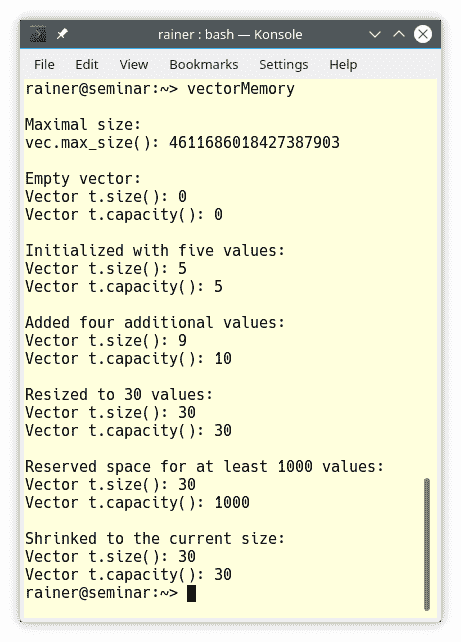 rainer : bash — Konsole
File Edit View Bookmarks Settings Help
rainer@seminar:~> vectorMemory
Maximal size:
vec.max_size(): 4611686018427387903
Empty vector:
Vector t.size(): 0
Vector t.capacity(): 0
Initialized with five values:
Vector t.size(): 5
Vector t.capacity(): 5
Added four additional values:
Vector t.size(): 9
Vector t.capacity(): 10
Resized to 30 values:
Vector t.size(): 30
Vector t.capacity(): 30
Reserved space for at least 1000 values:
Vector t.size(): 30
Vector t.capacity(): 1000
Shrinked to the current size:
Vector t.size(): 30
Vector t.capacity(): 30
rainer@seminar:~>